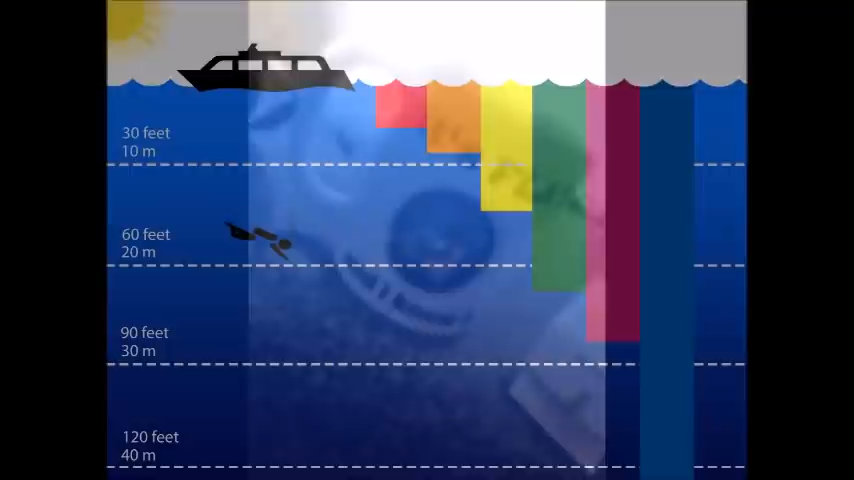 30 feet
10 m
60 feet
20 m
90 feet
30 m
120 feet
40 m